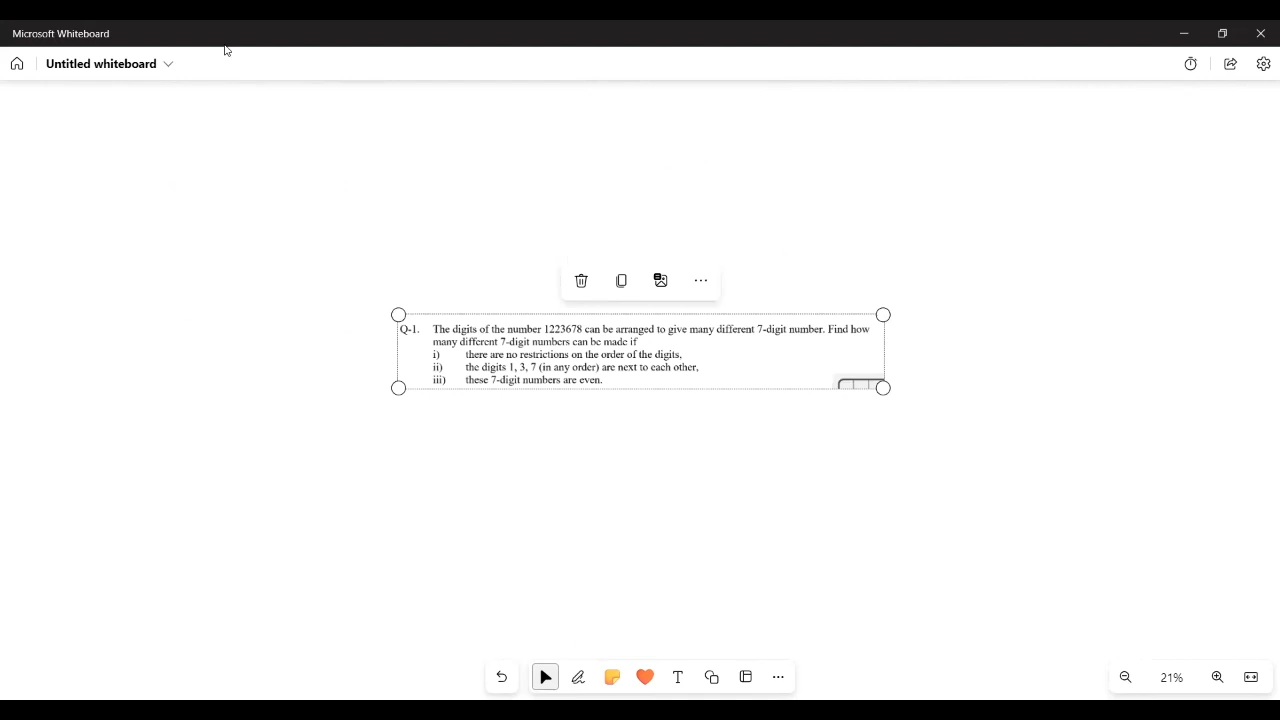 Microsoft Whiteboard
Untitled whiteboard
Q-1. The digits of the number 1223678 can be arranged to give many different 7-digit number. Find how
many different 7-digit numbers can be made if
i) there are no restrictions on the order of the digits,
ii) the digits 1, 3, 7 (in any order) are next to each other,
iii) these 7-digit numbers are even.
T
21%